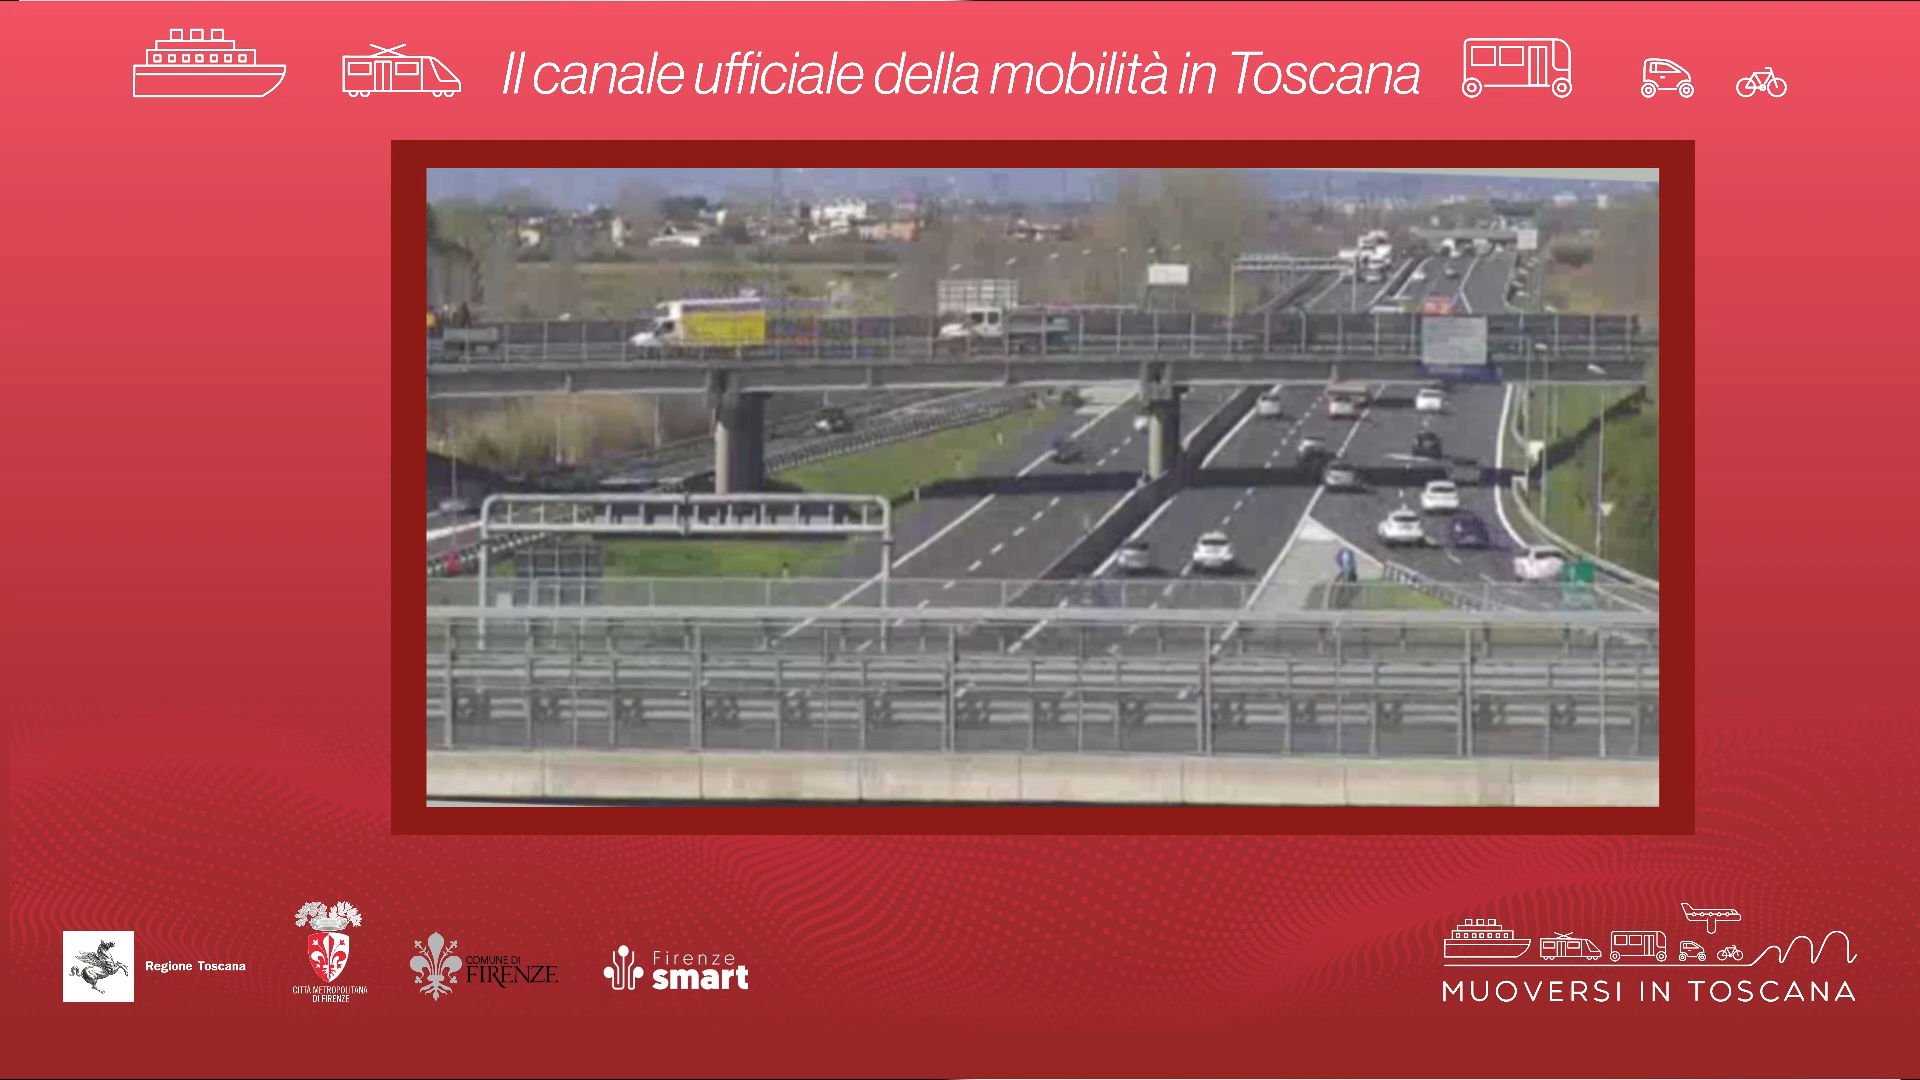 Il canale ufficiale della mobilità in Toscana
Regione Toscana
CITTÀ METROPOLITANA
DI FIRENZE
COMUNE DI
FIRENZE
Firenze
smart
MUOVERSI IN TOSCANA